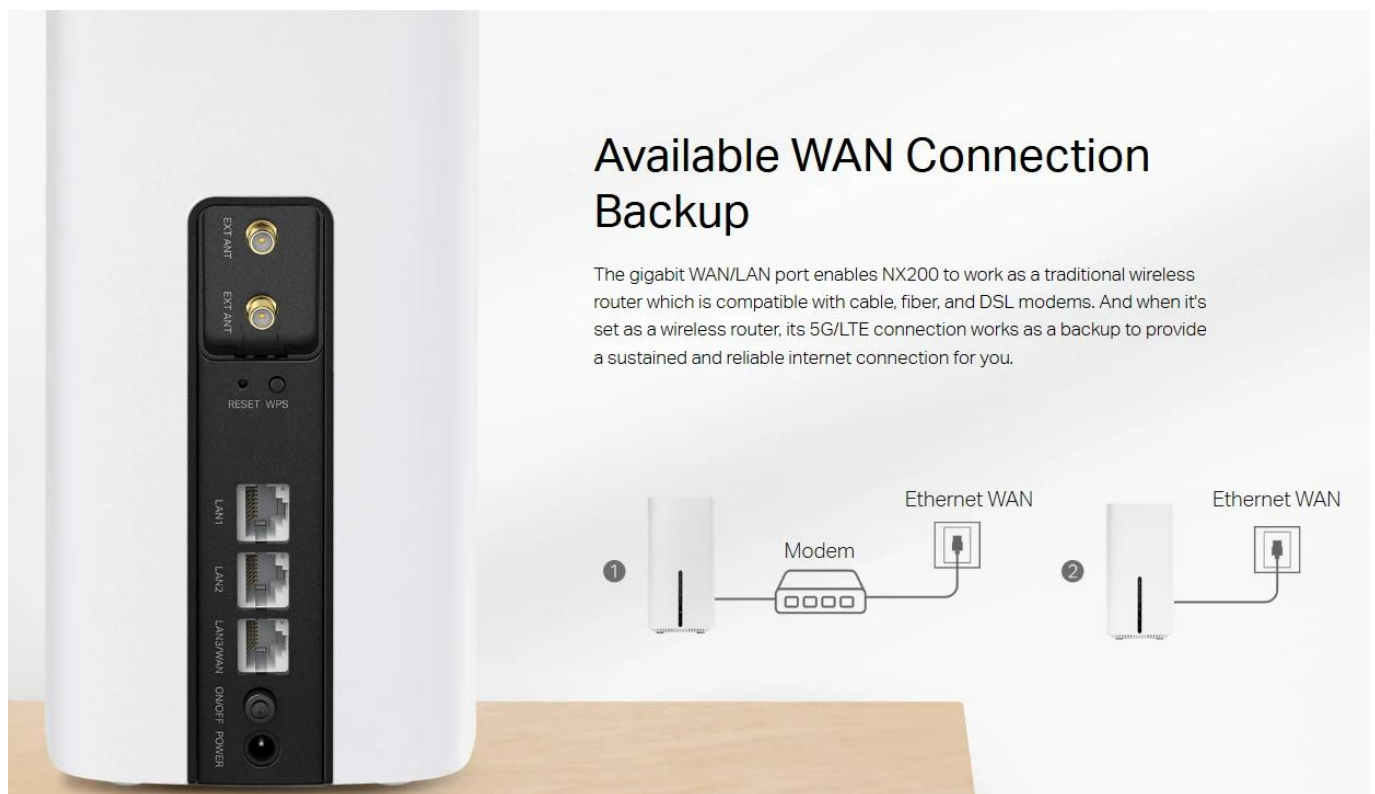 Available WAN Connection
Backup
The gigabit WAN/LAN port enables NX200 to work as a traditional wireless
router which is compatible with cable, fiber, and DSL modems. And when it's
set as a wireless router, its 5G/LTE connection works as a backup to provide
a sustained and reliable internet connection for you.
EXT ANT
EXT ANT
RESET WPS
LAN1
LAN2
LAN3/WAN
ON/OFF
POWER
1
Modem
Ethernet WAN
2
Ethernet WAN